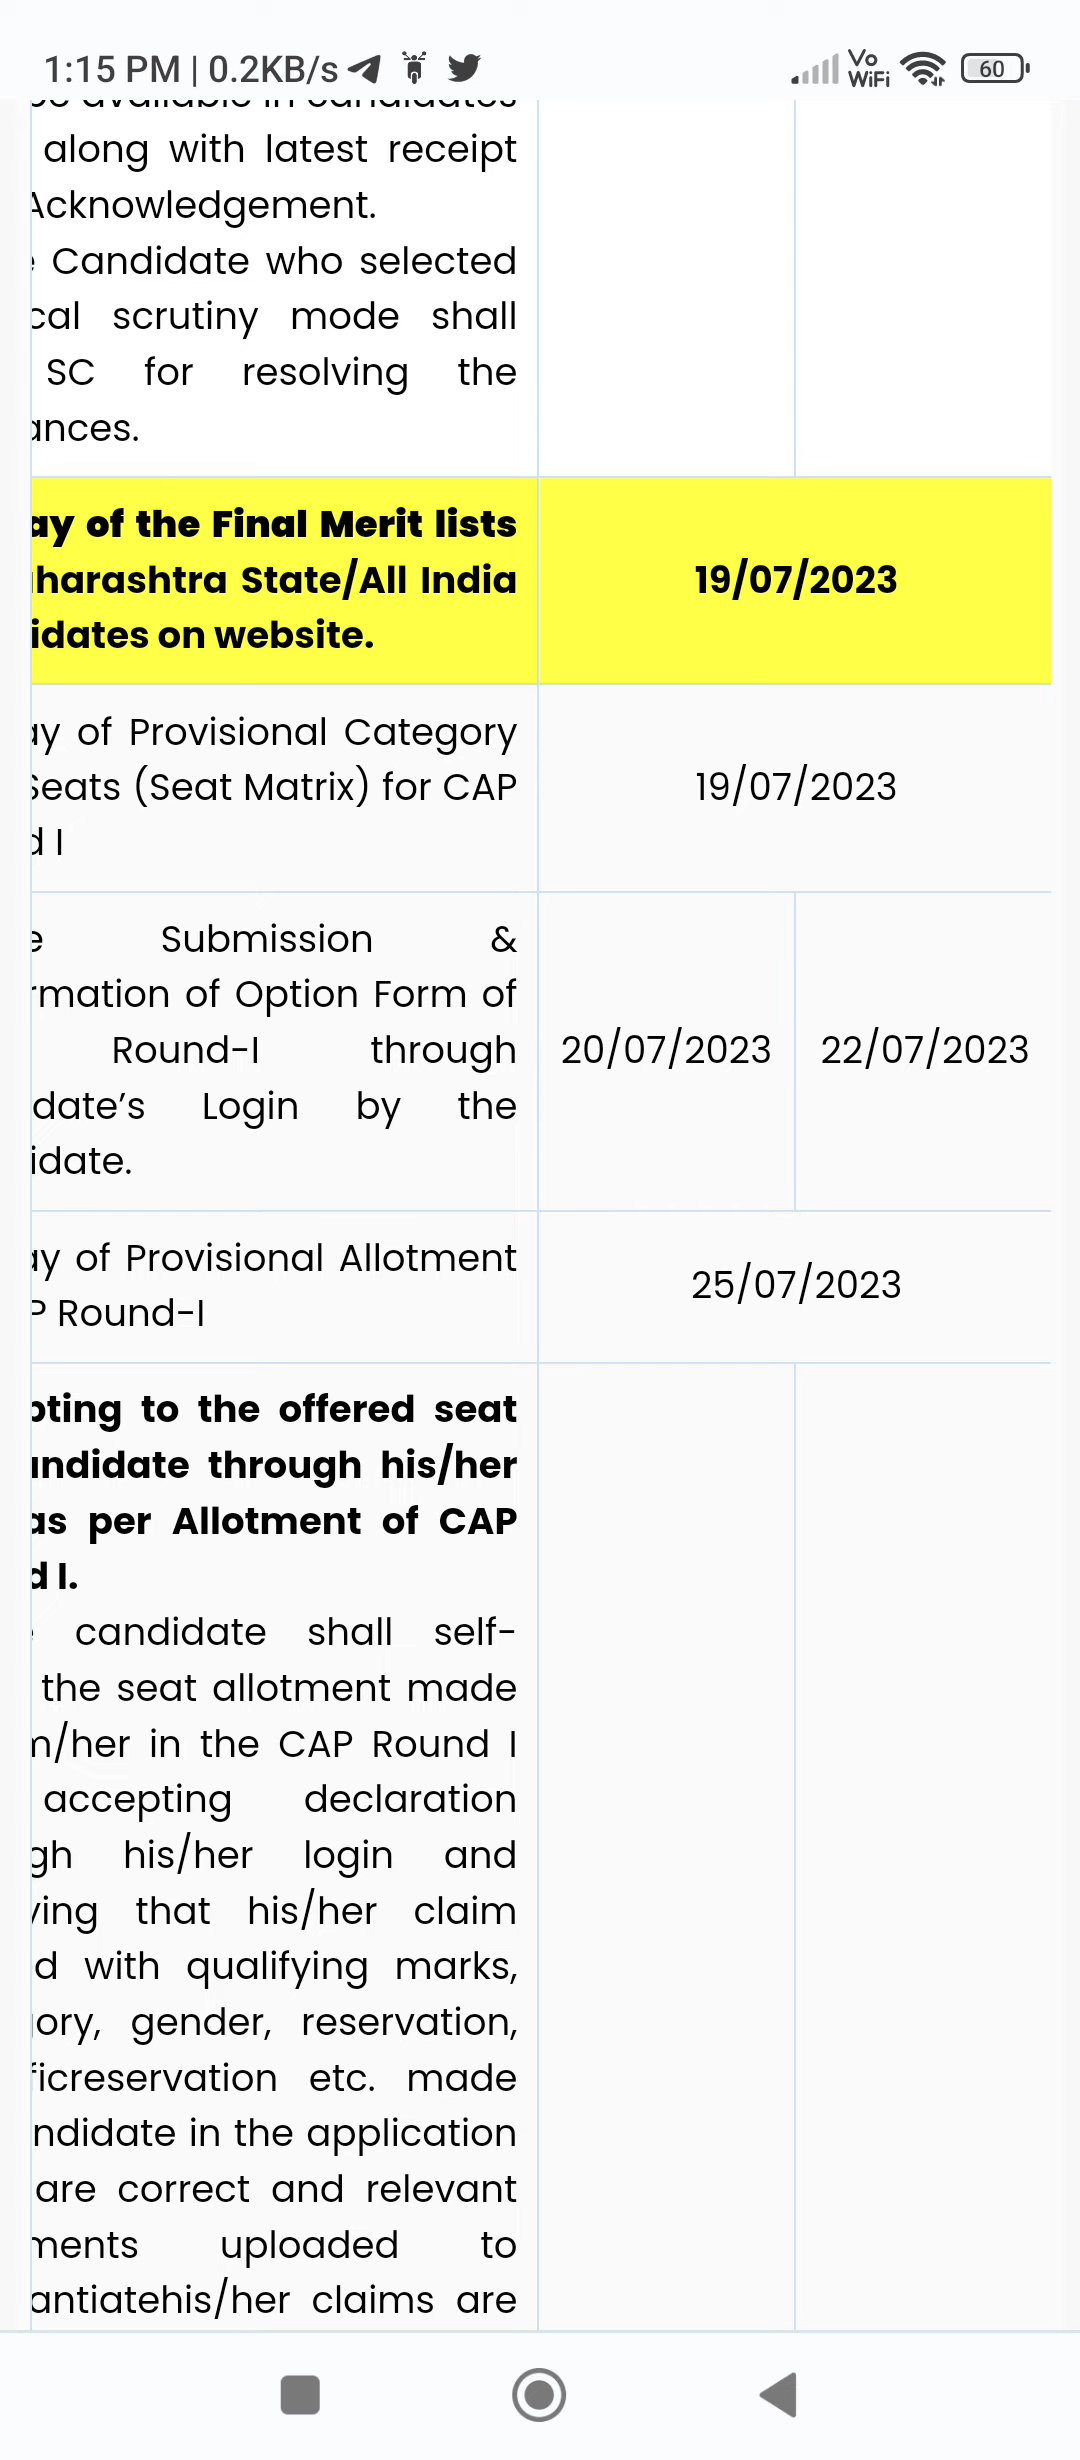 1:15 PM | 0.2KB/s
Vo
WiFi
60
be available in candidates
along with latest receipt
Acknowledgement.
Candidate who selected
cal scrutiny mode shall
SC for resolving the
ances.
ay of the Final Merit lists
harashtra State/All India
idates on website.
19/07/2023
ay of Provisional Category
Seats (Seat Matrix) for CAP
d I
19/07/2023
e Submission &
rmation of Option Form of
Round-I through
date’s Login by the
idate.
20/07/2023
22/07/2023
ay of Provisional Allotment
P Round-I
25/07/2023
pting to the offered seat
andidate through his/her
as per Allotment of CAP
d I.
candidate shall self-
the seat allotment made
m/her in the CAP Round I
accepting declaration
gh his/her login and
ying that his/her claim
d with qualifying marks,
ory, gender, reservation,
ficreservation etc. made
ndidate in the application
are correct and relevant
ments uploaded to
antiatehis/her claims are